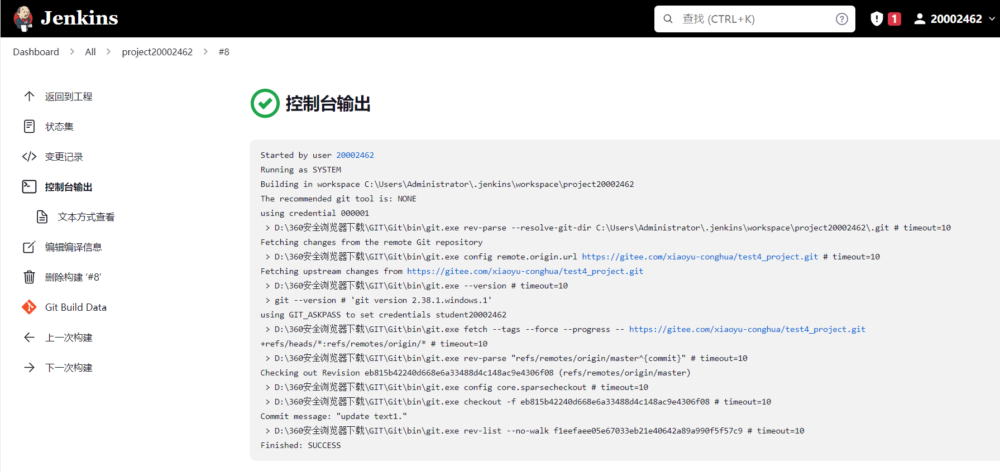 Jenkins
查找 (CTRL+K)
1
20002462
Dashboard
All
project20002462
#8
返回到工程
状态集
变更记录
控制台输出
文本方式查看
编辑编译信息
删除构建 ‘#8’
Git Build Data
上一次构建
下一次构建
控制台输出
Started by user 20002462
Running as SYSTEM
Building in workspace C:\Users\Administrator\.jenkins\workspace\project20002462
The recommended git tool is: NONE
using credential 000001
> D:\360安全浏览器下载\GIT\Git\bin\git.exe rev-parse --resolve-git-dir C:\Users\Administrator\.jenkins\workspace\project20002462\.git # timeout=10
Fetching changes from the remote Git repository
> D:\360安全浏览器下载\GIT\Git\bin\git.exe config remote.origin.url https://gitee.com/xiaoyu-conghua/test4_project.git # timeout=10
Fetching upstream changes from https://gitee.com/xiaoyu-conghua/test4_project.git
> D:\360安全浏览器下载\GIT\Git\bin\git.exe --version # timeout=10
> git --version # 'git version 2.38.1.windows.1'
using GIT_ASKPASS to set credentials student20002462
> D:\360安全浏览器下载\GIT\Git\bin\git.exe fetch --tags --force --progress -- https://gitee.com/xiaoyu-conghua/test4_project.git
+refs/heads/*:refs/remotes/origin/* # timeout=10
> D:\360安全浏览器下载\GIT\Git\bin\git.exe rev-parse "refs/remotes/origin/master^{commit}" # timeout=10
Checking out Revision eb815b42240d668e6a33488d4c148ac9e4306f08 (refs/remotes/origin/master)
> D:\360安全浏览器下载\GIT\Git\bin\git.exe config core.sparsecheckout # timeout=10
> D:\360安全浏览器下载\GIT\Git\bin\git.exe checkout -f eb815b42240d668e6a33488d4c148ac9e4306f08 # timeout=10
Commit message: "update text1."
> D:\360安全浏览器下载\GIT\Git\bin\git.exe rev-list --no-walk f1eefaee05e67033eb21e40642a89a990f5f57c9 # timeout=10
Finished: SUCCESS